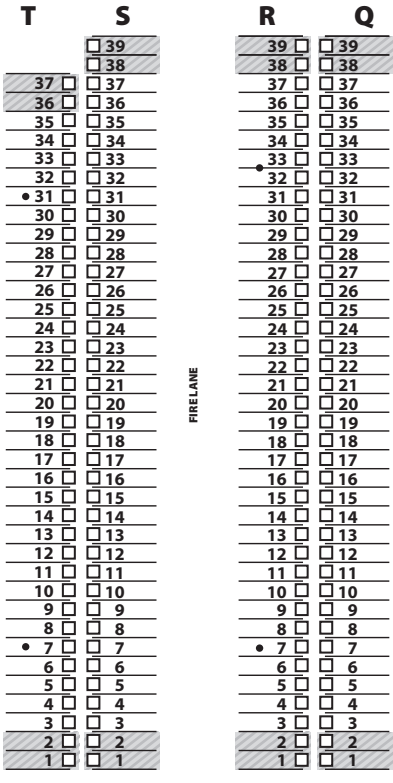 T S R Q
39 39 39
38 38 38
37 37 37 37
36 36 36 36
35 35 35 35
34 34 34 34
33 33 33 33
32 32 32 32
31 31 31 31
30 30 30 30
29 29 29 29
28 28 28 28
27 27 27 27
26 26 26 26
25 25 25 25
24 24 24 24
23 23 23 23
22 22 22 22
21 21 21 21
20 20 20 20
19 19 19 19
18 18 18 18
17 17 17 17
16 16 16 16
15 15 15 15
14 14 14 14
13 13 13 13
12 12 12 12
11 11 11 11
10 10 10 10
9 9 9 9
8 8 8 8
7 7 7 7
6 6 6 6
5 5 5 5
4 4 4 4
3 3 3 3
2 2 2 2
1 1 1 1
FIRE LANE